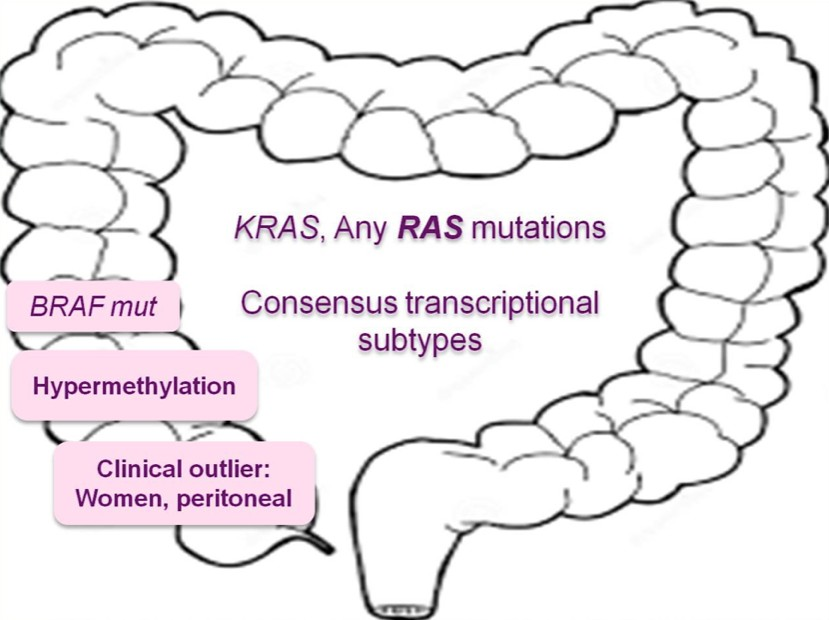 KRAS, Any RAS mutations
Consensus transcriptional
subtypes
BRAF mut
Hypermethylation
Clinical outlier:
Women, peritoneal